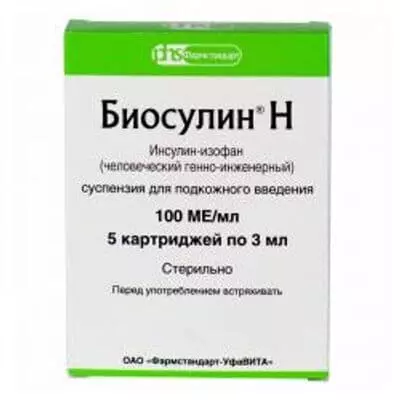 Фармстандарт
Биосулин® Н
Инсулин-изофан
(человеческий генно-инженерный)
суспензия для подкожного введения
100 МЕ/мл
5 картриджей по 3 мл
Стерильно
Перед употреблением встряхивать
ОАО «Фармстандарт-УфаВИТА»